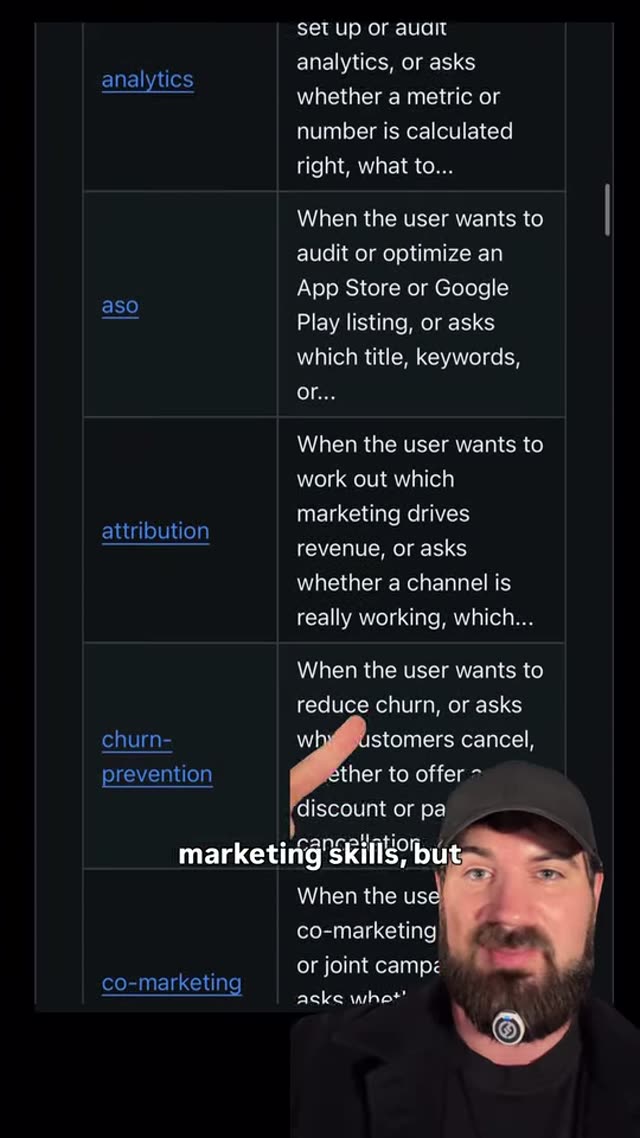 set up or audit
analytics, or asks
analytics
whether a metric or
number is calculated
right, what to...
When the user wants to
audit or optimize an
App Store or Google
aso
Play listing, or asks
which title, keywords,
or...
When the user wants to
work out which
marketing drives
attribution
revenue, or asks
whether a channel is
really working, which...
When the user wants to
reduce churn, or asks
churn-
customers cancel,
prevention
discount or
cancellation
marketing skills, but
When the
co-marketing
or joint
co-marketing
asks